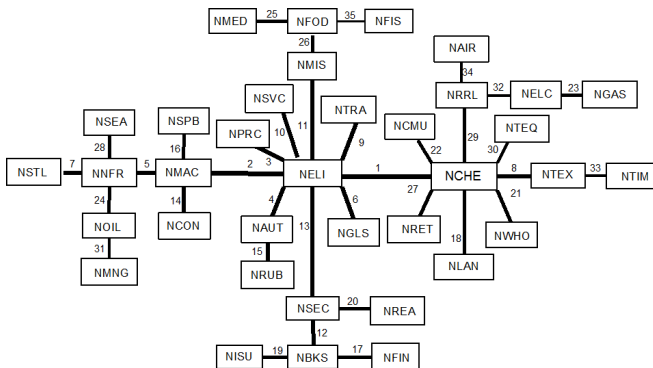 NMED 25 NFOD 35 NFIS
26
NMIS
NAIR
34
NRRL 32 NELC 23 NGAS
NSVC
NTRA
NSEA
NSPB
10
11
9
NPRC
NCMU
NTEQ
28
16
22
29
30
NSTL 7 NNFR 5 NMAC 2 3 NELI 1 NCHE 8 NTEX 33 NTIM
24
14
4
13
6
27
21
NOIL
NCON
NAUT
NGLS
NRET
18
NWHO
31
15
NMNG
NRUB
NLAN
NSEC 20 NREA
12
NISU 19 NBKS 17 NFIN